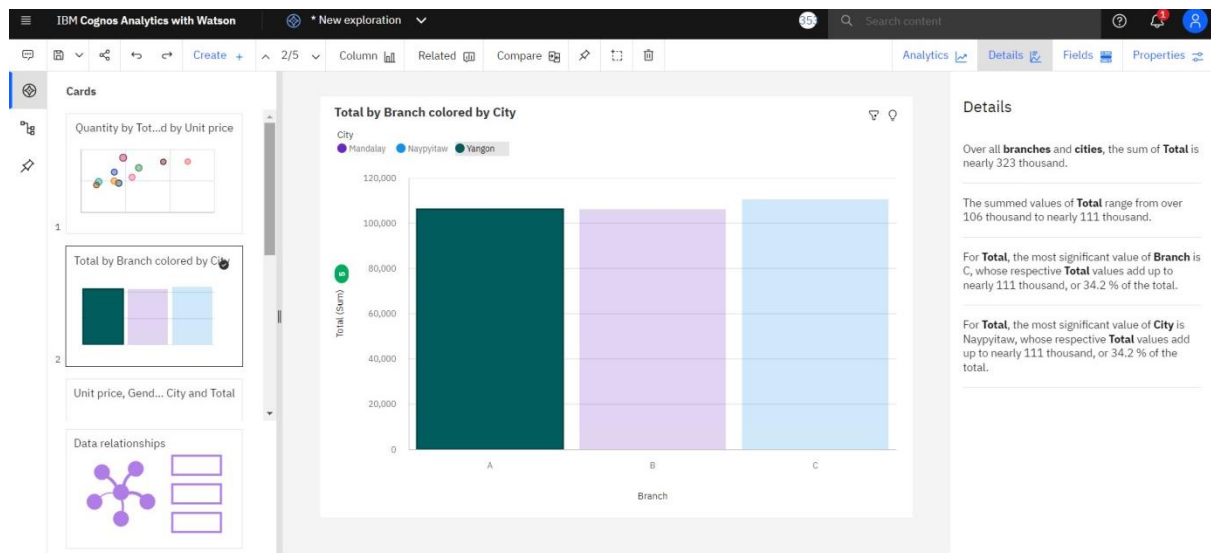 IBM Cognos Analytics with Watson
* New exploration
353
Search content
1
Create +
2/5
Column
Related
Compare
Analytics
Details
Fields
Properties
Cards
Quantity by Tot...d by Unit price
1
Total by Branch colored by City
2
Unit price, Gend... City and Total
Data relationships
Total by Branch colored by City
City
Mandalay
Naypyitaw
Yangon
120,000
100,000
80,000
60,000
40,000
20,000
0
Total (Sum)
A
B
C
Branch
Details
Over all branches and cities, the sum of Total is
nearly 323 thousand.
The summed values of Total range from over
106 thousand to nearly 111 thousand.
For Total, the most significant value of Branch is
C, whose respective Total values add up to
nearly 111 thousand, or 34.2 % of the total.
For Total, the most significant value of City is
Naypyitaw, whose respective Total values add
up to nearly 111 thousand, or 34.2 % of the
total.